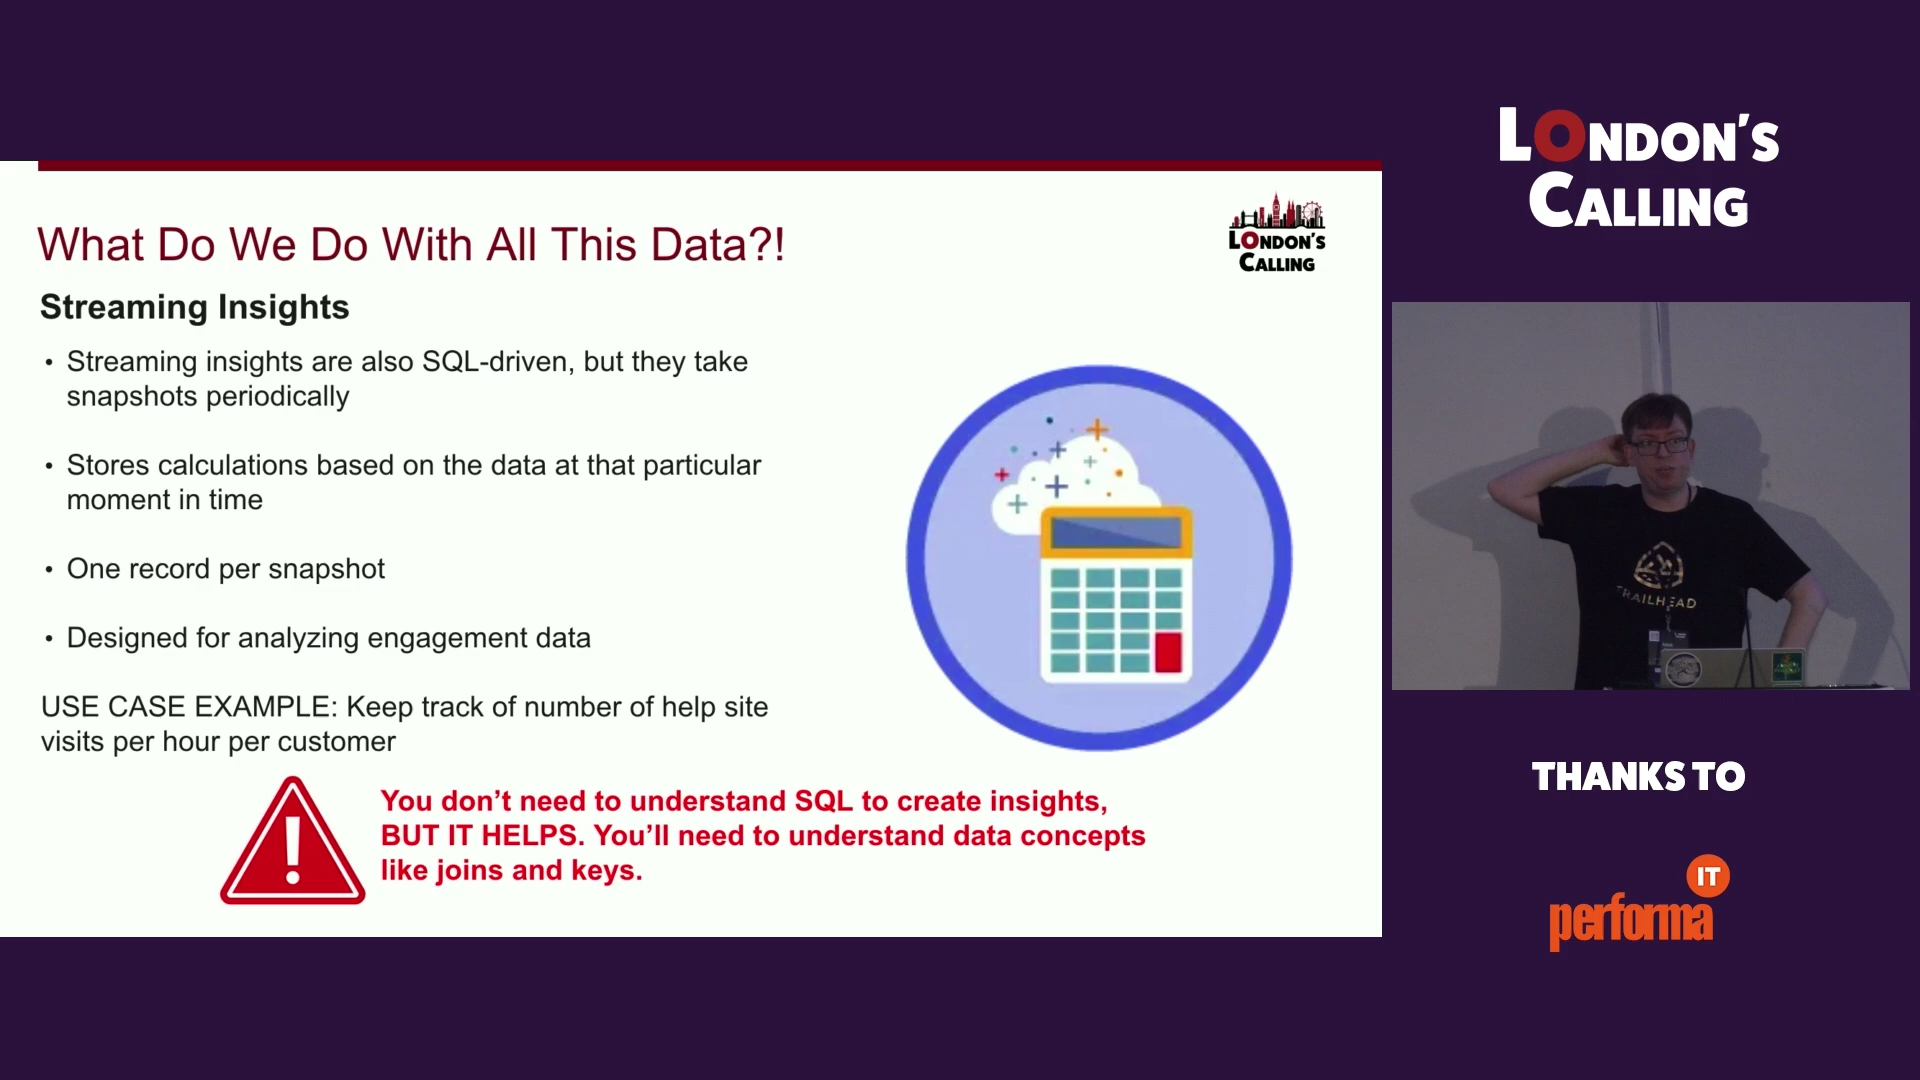 What Do We Do With All This Data?!
LONDON'S
CALLING
Streaming Insights
• Streaming insights are also SQL-driven, but they take
snapshots periodically
• Stores calculations based on the data at that particular
moment in time
• One record per snapshot
• Designed for analyzing engagement data
USE CASE EXAMPLE: Keep track of number of help site
visits per hour per customer
!
You don’t need to understand SQL to create insights,
BUT IT HELPS. You’ll need to understand data concepts
like joins and keys.
LONDON'S
CALLING
TRAILHEAD
THANKS TO
IT
performa